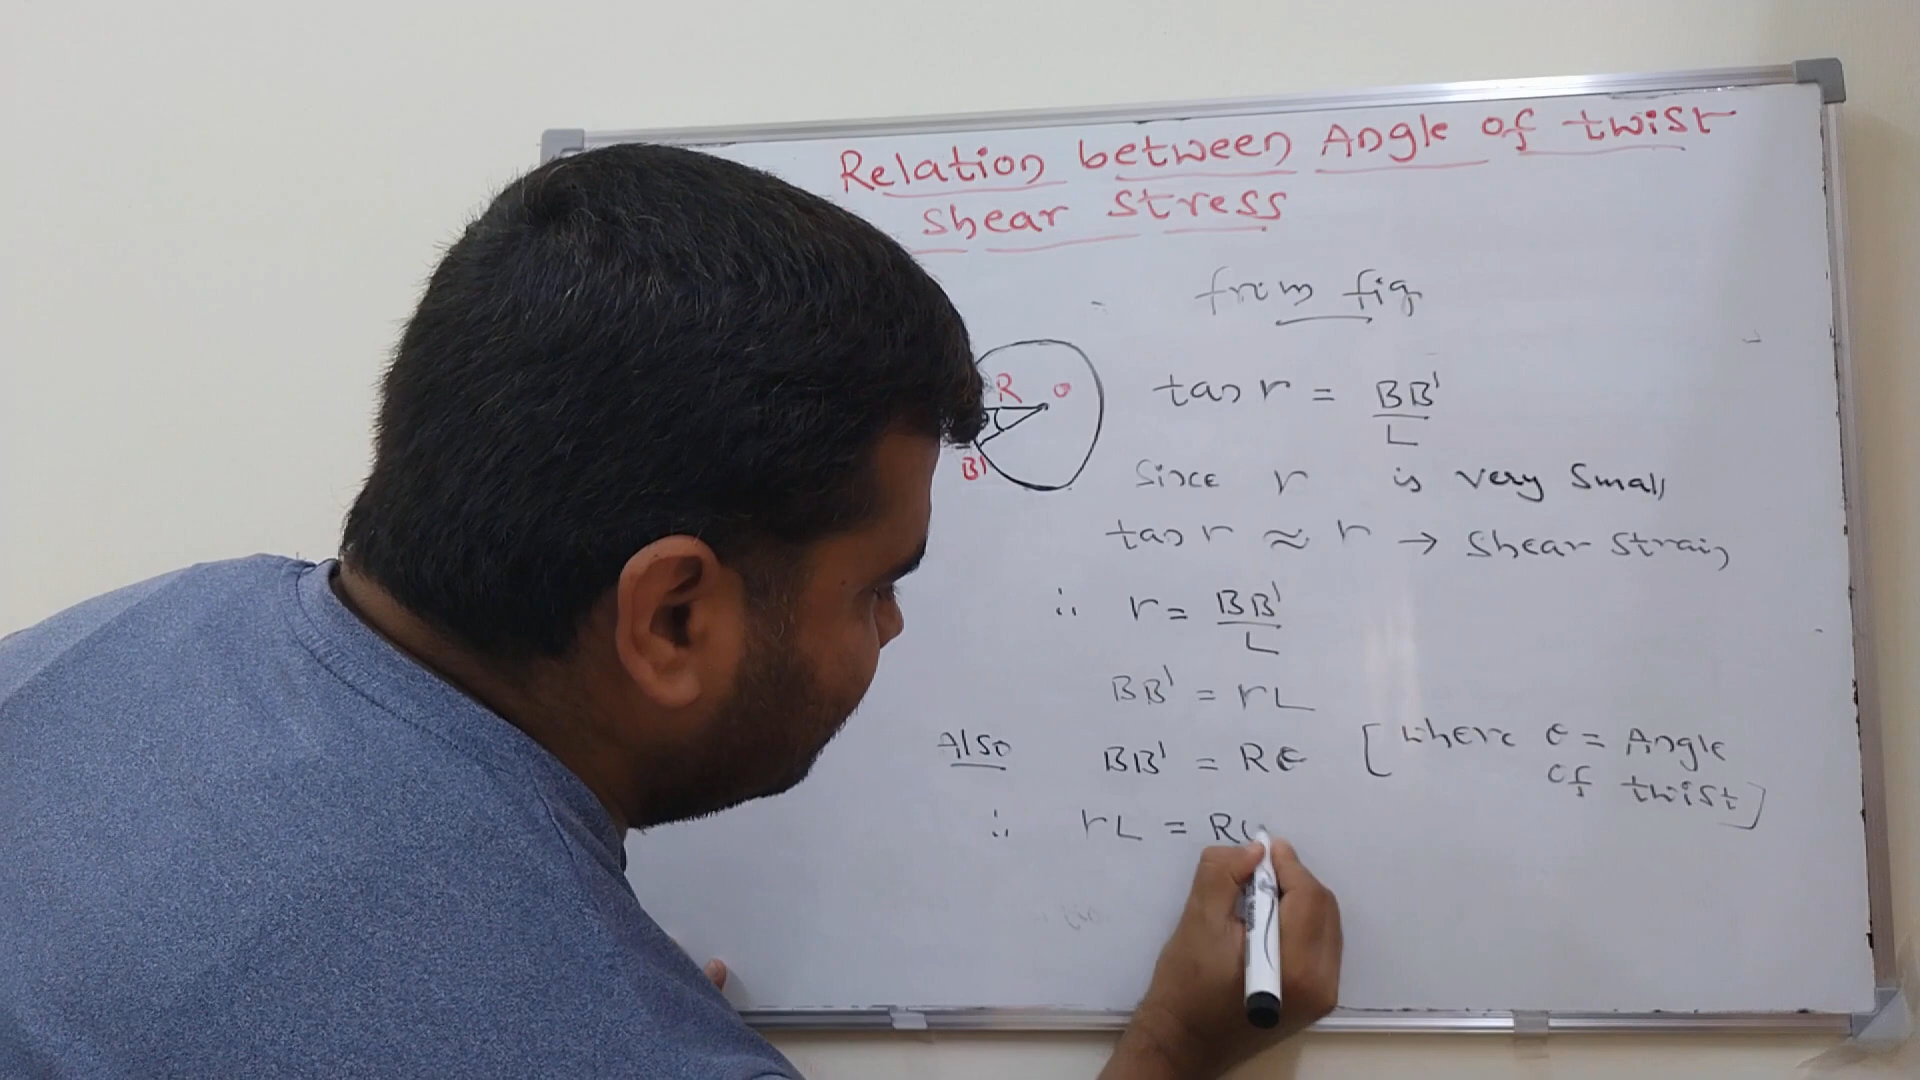 Relation between Angle of twist
shear stress
from fig
R O
B'
tan r = BB'/L
Since r is very small
tan r ≈ r → Shear strain
∴ r = BB'/L
BB' = rL
Also BB' = Rθ [where θ = Angle
of twist]
∴ rL = R